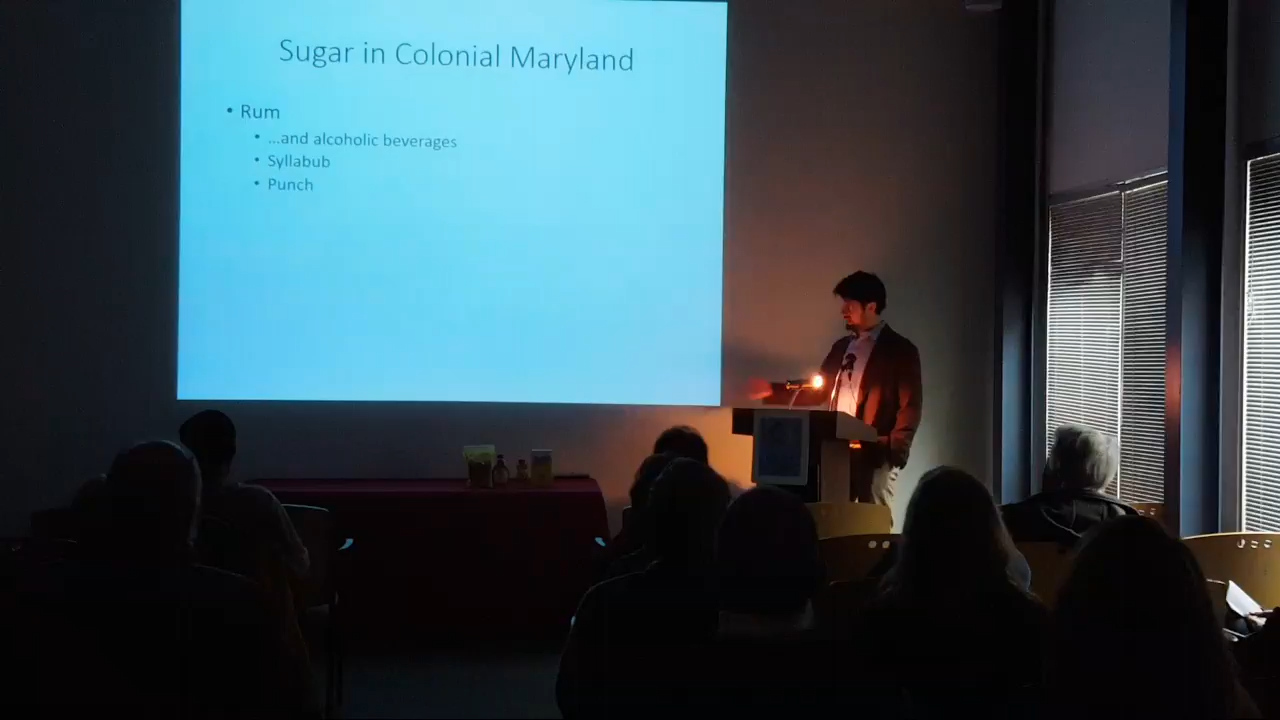 Sugar in Colonial Maryland
• Rum
• ...and alcoholic beverages
• Syllabub
• Punch